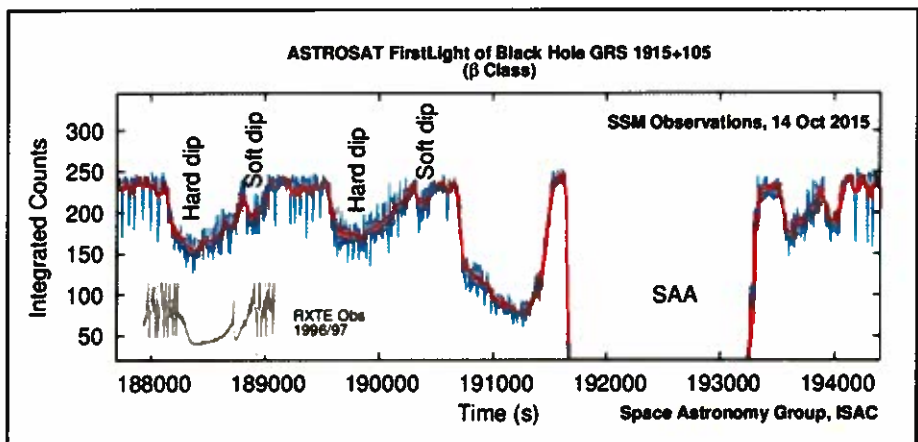 ASTROSAT FirstLight of Black Hole GRS 1915+105
(β Class)
SSM Observations, 14 Oct 2015
Integrated Counts
300
250
200
150
100
50
Hard dip
Soft dip
Hard dip
Soft dip
RXTE Obs
1996/97
SAA
188000 189000 190000 191000 192000 193000 194000
Time (s)
Space Astronomy Group, ISAC